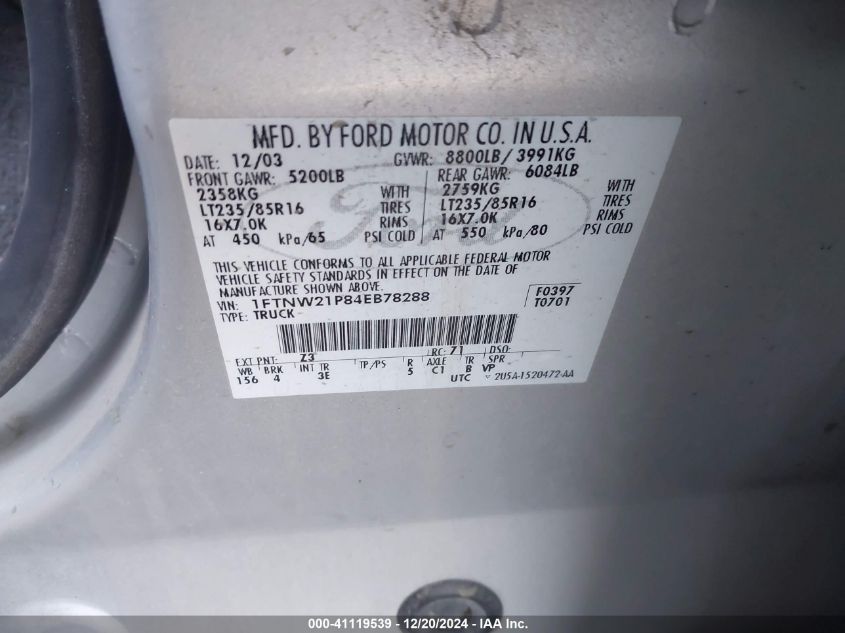 MFD. BY FORD MOTOR CO. IN U.S.A.
DATE: 12/03 GVWR: 8800LB/ 3991KG
FRONT GAWR: 5200LB REAR GAWR: 6084LB
2358KG WITH 2759KG WITH
LT235/85R16 TIRES LT235/85R16 TIRES
16X7.0K RIMS 16X7.0K RIMS
AT 450 kPa/65 PSI COLD AT 550 kPa/80 PSI COLD
Ford
THIS VEHICLE CONFORMS TO ALL APPLICABLE FEDERAL MOTOR
VEHICLE SAFETY STANDARDS IN EFFECT ON THE DATE OF
MANUFACTURE SHOWN ABOVE.
VIN: 1FTNW21P84EB78288 F0397
TYPE: TRUCK T0701
EXT PNT: Z3 RC: 71 DSO:
WB BRK INT TR TP/PS R AXLE TR SPR
156 4 3E 5 C1 B VP
UTC 2U5A-1520472-AA
000-41119539 - 12/20/2024 - IAA Inc.